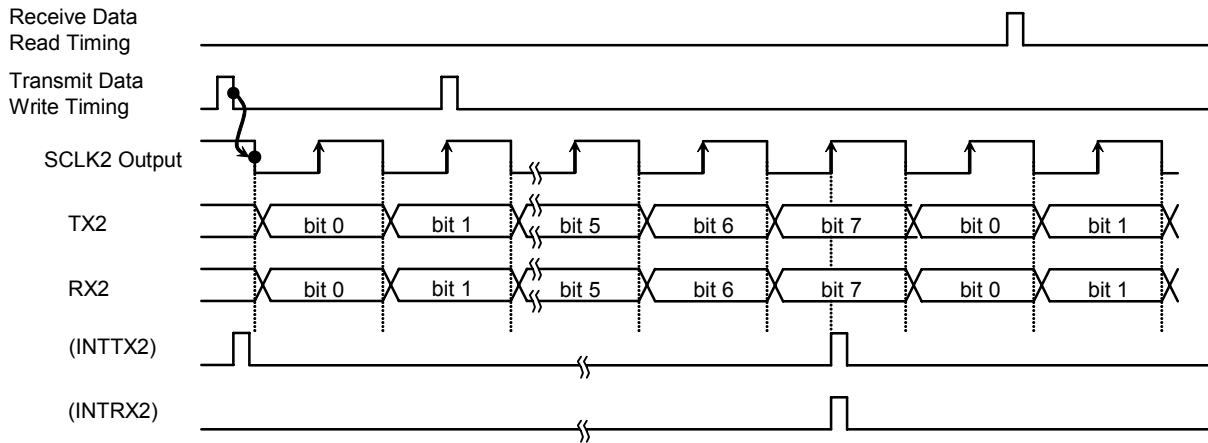 Receive Data
Read Timing
Transmit Data
Write Timing
SCLK2 Output
TX2
bit 0 bit 1 bit 5 bit 6 bit 7 bit 0 bit 1
RX2
bit 0 bit 1 bit 5 bit 6 bit 7 bit 0 bit 1
(INTTX2)
(INTRX2)